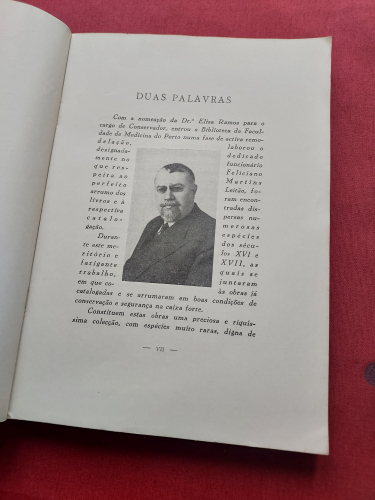 DUAS PALAVRAS
Com a nomeação da Dr.ª Elisa Ramos para o
cargo de Conservador, entrou a Biblioteca da Facul-
dade de Medicina do Porto numa fase de activa remo-
delação,
designada-
mente no
que res-
peita ao
perfeito
arrumo dos
livros e à
respectiva
catalo-
gação.
Duran-
te este me-
ritório e
fatigante
trabalho,
em que co-
laborou o
dedicado
funcionário
Feliciano
Martins
Leitão, fo-
ram encon-
tradas dis-
persas nu-
merosas
espécies
dos sécu-
los XVI e
XVII, as
quais se
juntaram
às obras já
catalogadas e se arrumaram em boas condições de
conservação e segurança na caixa forte.
Constituem estas obras uma preciosa e riquís-
sima colecção, com espécies muito raras, digna de
— VII —